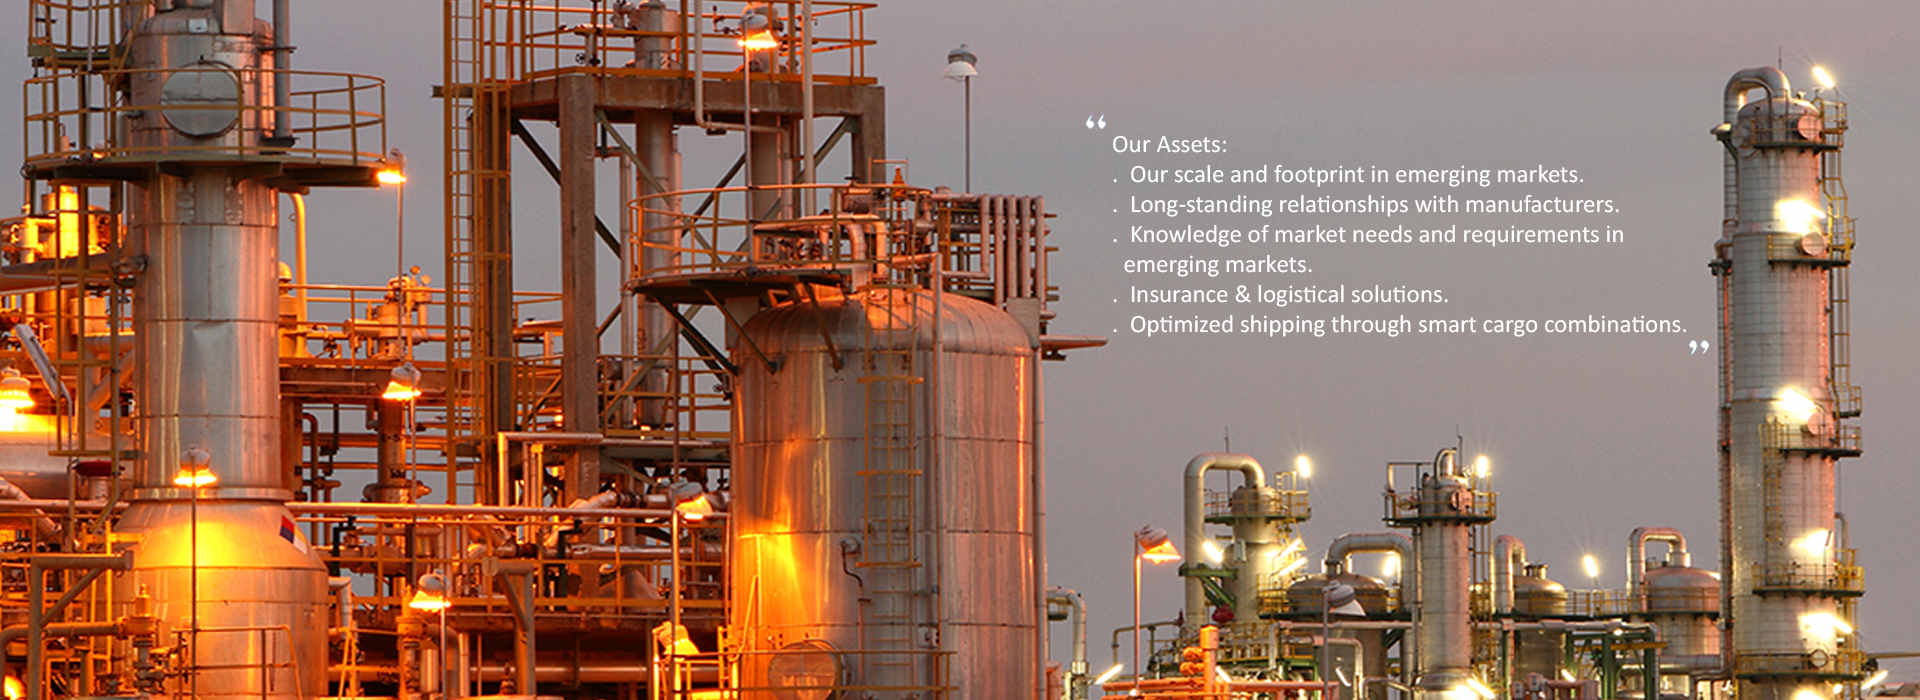 “
Our Assets:
. Our scale and footprint in emerging markets.
. Long-standing relationships with manufacturers.
. Knowledge of market needs and requirements in
emerging markets.
. Insurance & logistical solutions.
. Optimized shipping through smart cargo combinations.
”